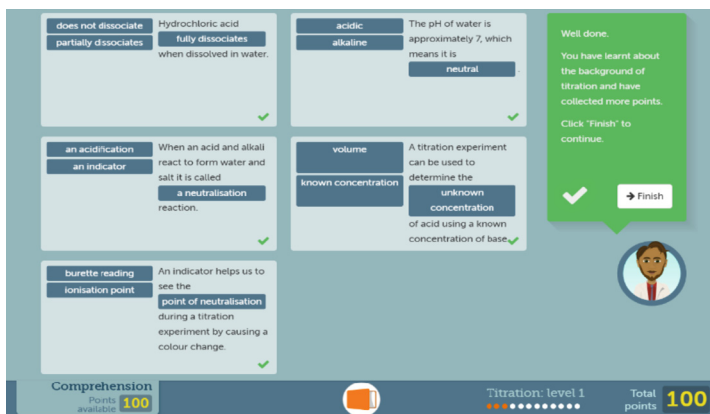 does not dissociate
partially dissociates
Hydrochloric acid
fully dissociates
when dissolved in water.
acidic
alkaline
The pH of water is
approximately 7, which
means it is
neutral .
an acidification
an indicator
When an acid and alkali
react to form water and
salt it is called
a neutralisation
reaction.
volume
known concentration
A titration experiment
can be used to
determine the
unknown
concentration
of acid using a known
concentration of base.
burette reading
ionisation point
An indicator helps us to
see the
point of neutralisation
during a titration
experiment by causing a
colour change.
Well done.
You have learnt about
the background of
titration and have
collected more points.
Click "Finish" to
continue.
→ Finish
Comprehension
Points
available 100
Titration: level 1
Total
points 100